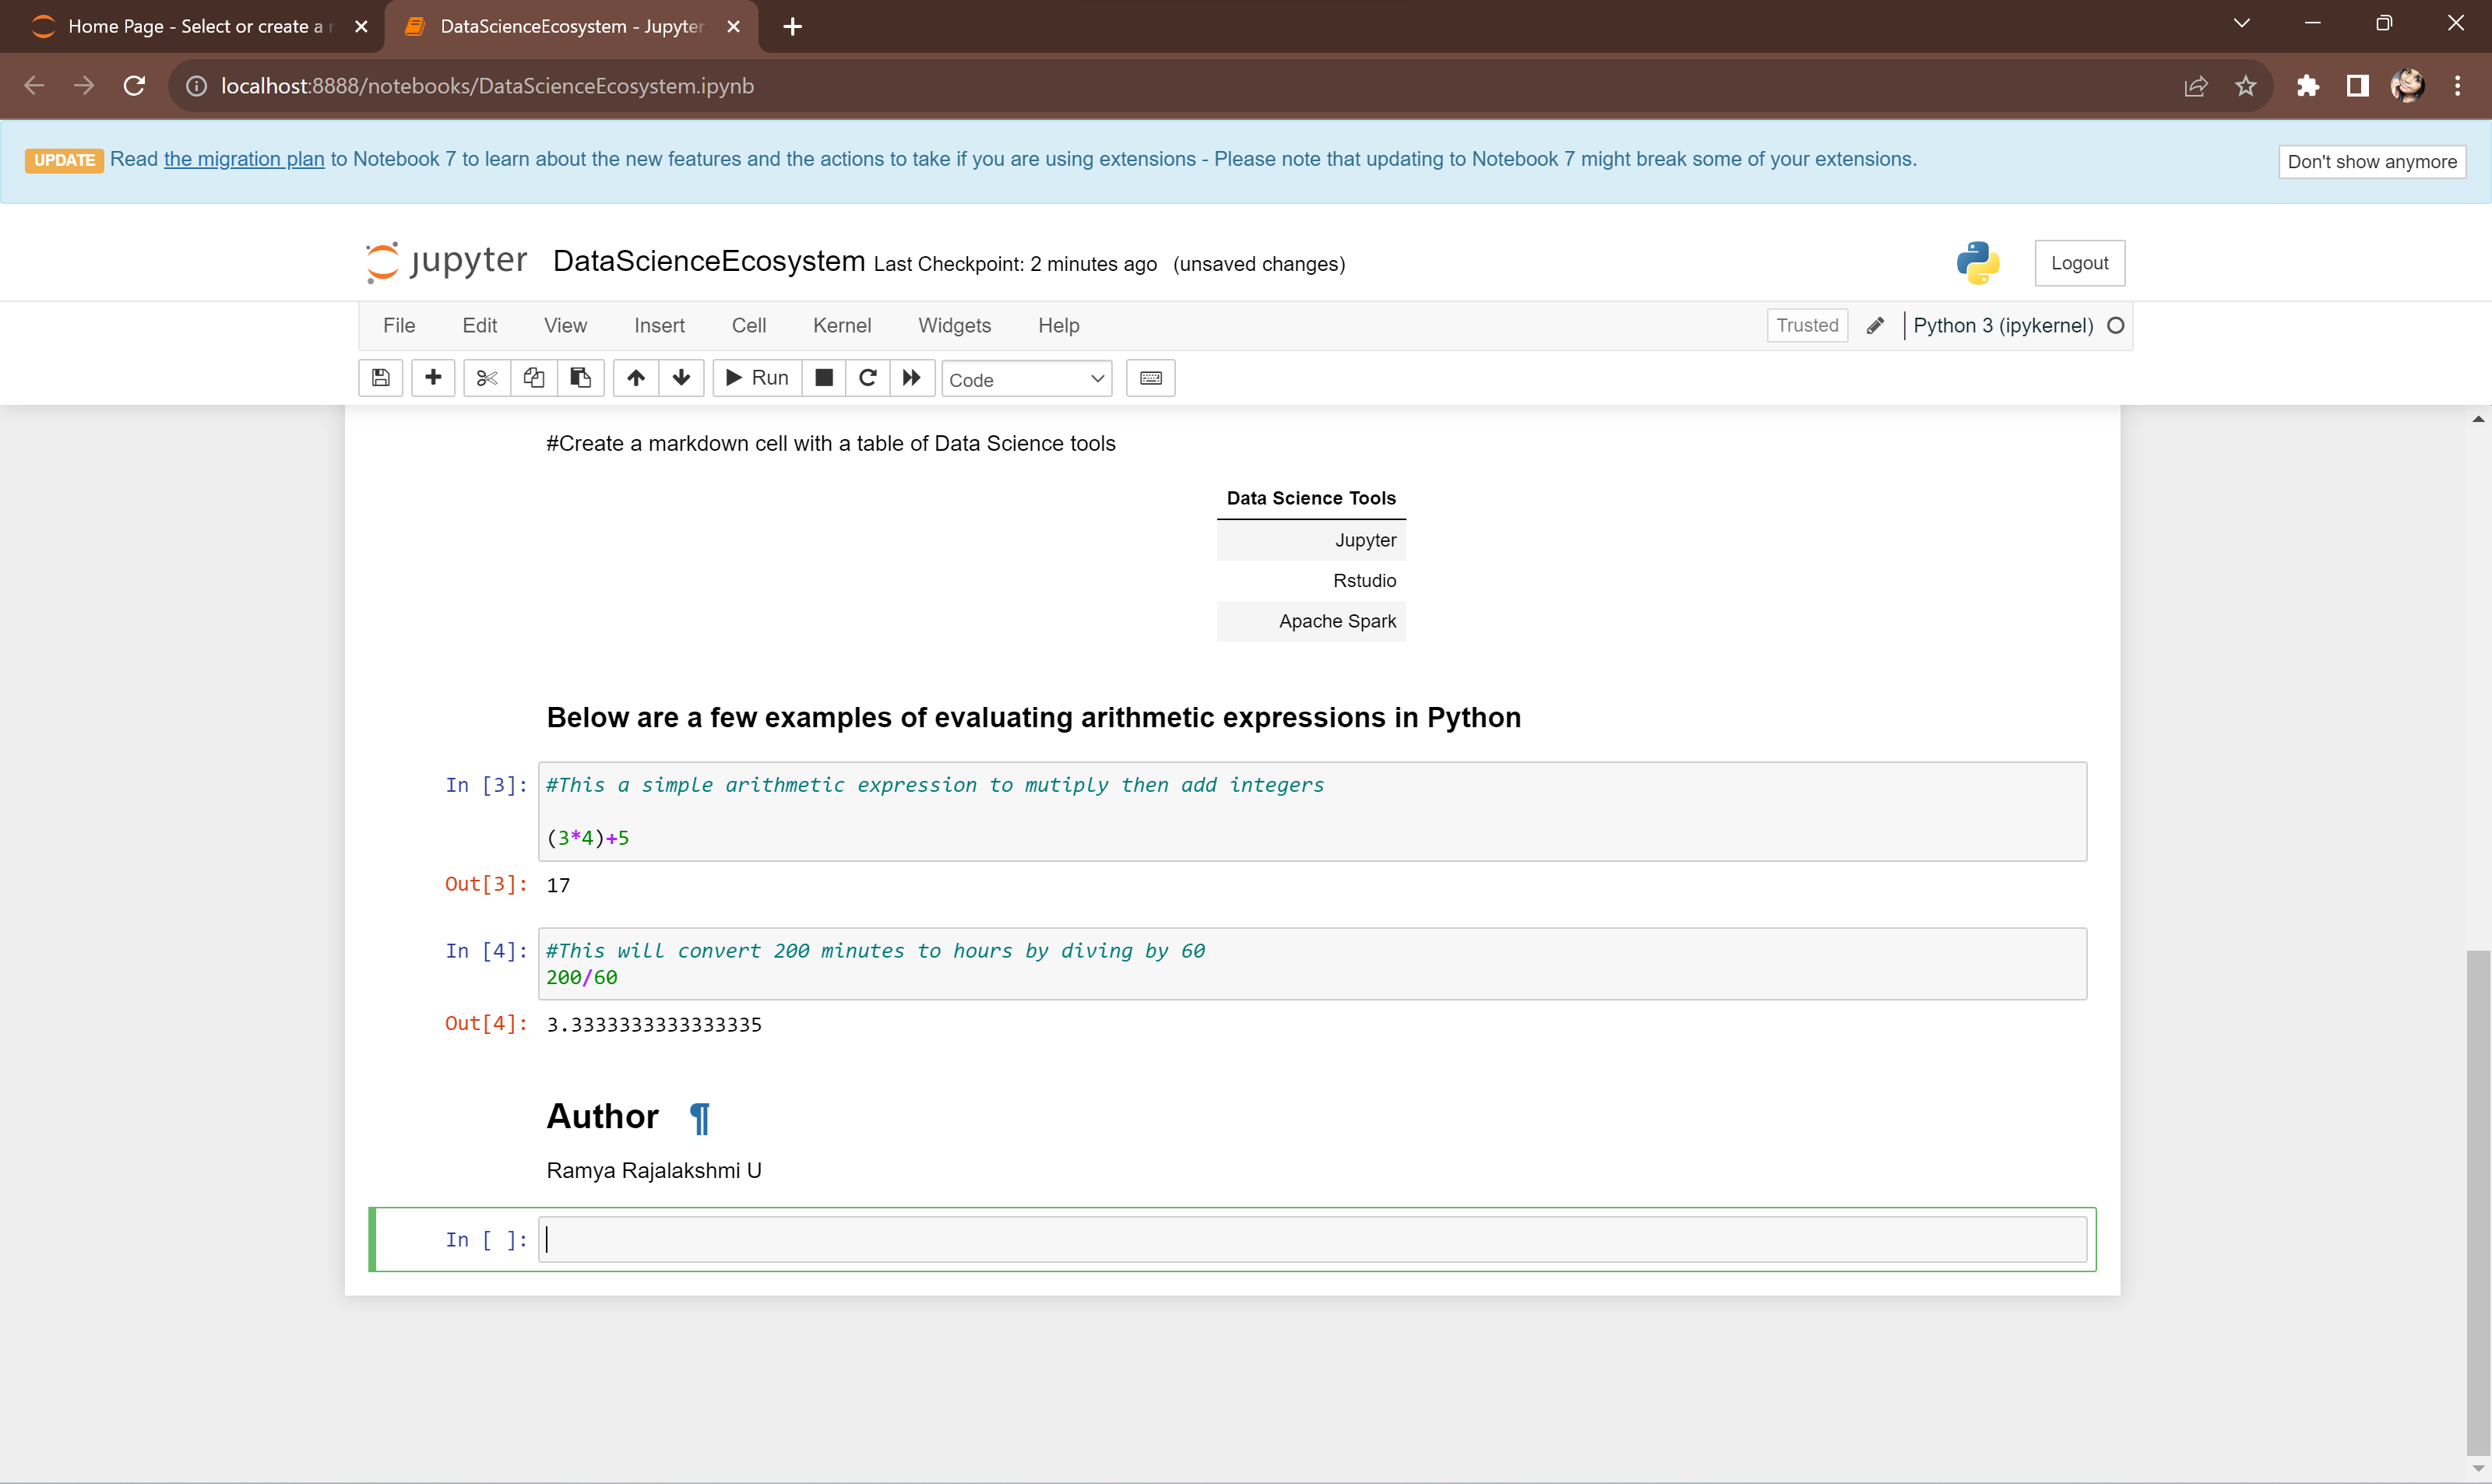 Home Page - Select or create a
DataScienceEcosystem - Jupyter
localhost:8888/notebooks/DataScienceEcosystem.ipynb
UPDATE Read the migration plan to Notebook 7 to learn about the new features and the actions to take if you are using extensions - Please note that updating to Notebook 7 might break some of your extensions.
Don't show anymore
jupyter DataScienceEcosystem Last Checkpoint: 2 minutes ago (unsaved changes)
Logout
File Edit View Insert Cell Kernel Widgets Help
Trusted Python 3 (ipykernel)
Run Code
#Create a markdown cell with a table of Data Science tools
Data Science Tools
Jupyter
Rstudio
Apache Spark
Below are a few examples of evaluating arithmetic expressions in Python
In [3]: #This a simple arithmetic expression to mutiply then add integers
(3*4)+5
Out[3]: 17
In [4]: #This will convert 200 minutes to hours by diving by 60
200/60
Out[4]: 3.3333333333333335
Author ¶
Ramya Rajalakshmi U
In [ ]: